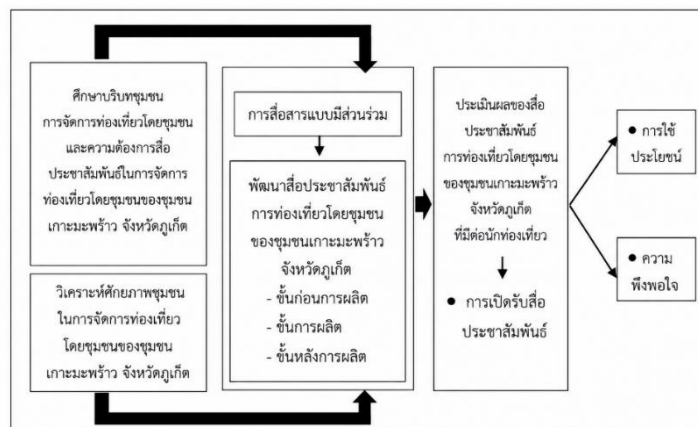 ศึกษาบริบทชุมชน
การจัดการท่องเที่ยวโดยชุมชน
และความต้องการสื่อ
ประชาสัมพันธ์ในการจัดการ
ท่องเที่ยวโดยชุมชนของชุมชน
เกาะมะพร้าว จังหวัดภูเก็ต
วิเคราะห์ศักยภาพชุมชน
ในการจัดการท่องเที่ยว
โดยชุมชนของชุมชน
เกาะมะพร้าว จังหวัดภูเก็ต
การสื่อสารแบบมีส่วนร่วม
พัฒนาสื่อประชาสัมพันธ์
การท่องเที่ยวโดยชุมชน
ของชุมชนเกาะมะพร้าว
จังหวัดภูเก็ต
- ขั้นก่อนการผลิต
- ขั้นการผลิต
- ขั้นหลังการผลิต
ประเมินผลของสื่อ
ประชาสัมพันธ์
การท่องเที่ยวโดยชุมชน
ของชุมชนเกาะมะพร้าว
จังหวัดภูเก็ต
ที่มีต่อนักท่องเที่ยว
● การเปิดรับสื่อ
ประชาสัมพันธ์
● การใช้
ประโยชน์
● ความ
พึงพอใจ